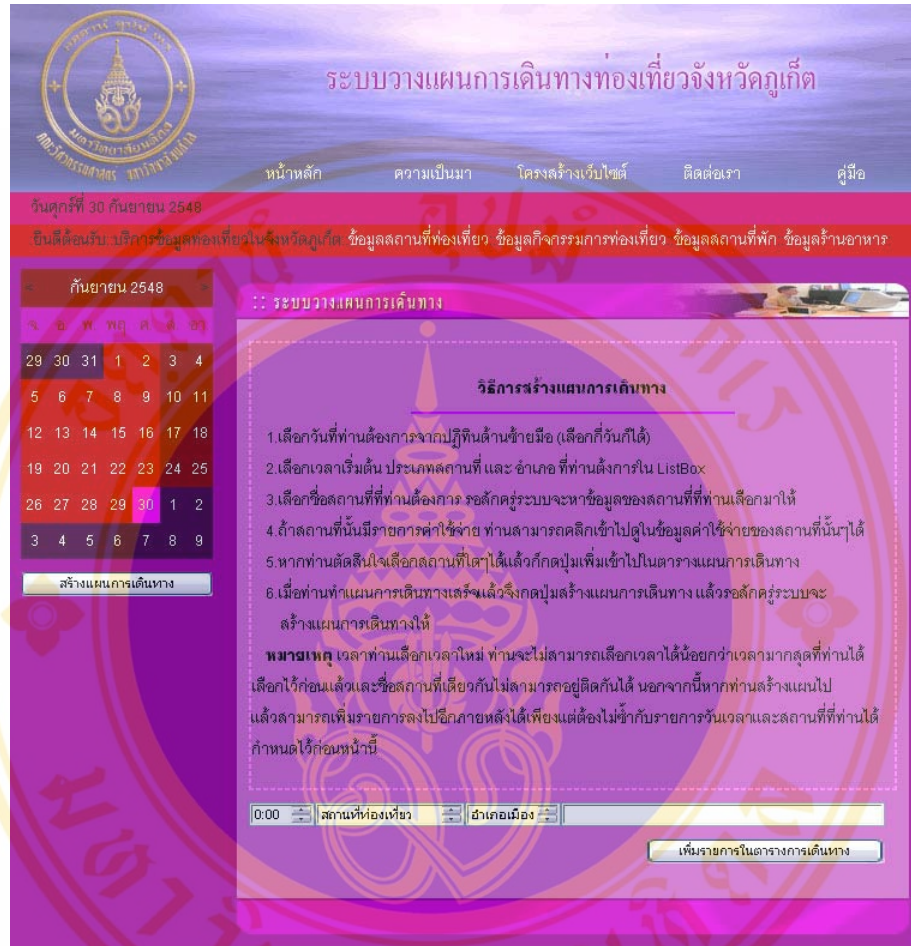 ระบบวางแผนการเดินทางท่องเที่ยวจังหวัดภูเก็ต
หน้าหลัก ความเป็นมา โครงสร้างเว็บไซต์ ติดต่อเรา คู่มือ
วันศุกร์ที่ 30 กันยายน 2548
ยินดีต้อนรับ::บริการข้อมูลท่องเที่ยวในจังหวัดภูเก็ต ข้อมูลสถานที่ท่องเที่ยว ข้อมูลกิจกรรมการท่องเที่ยว ข้อมูลสถานที่พัก ข้อมูลร้านอาหาร
< กันยายน 2548 >
จ. อ. พ. พฤ. ศ. ส. อา.
29 30 31 1 2 3 4
5 6 7 8 9 10 11
12 13 14 15 16 17 18
19 20 21 22 23 24 25
26 27 28 29 30 1 2
3 4 5 6 7 8 9
สร้างแผนการเดินทาง
:: ระบบวางแผนการเดินทาง
วิธีการสร้างแผนการเดินทาง
1.เลือกวันที่ท่านต้องการจากปฏิทินด้านซ้ายมือ (เลือกกี่วันก็ได้)
2.เลือกเวลาเริ่มต้น ประเภทสถานที่ และ อำเภอ ที่ท่านต้งการใน ListBox
3.เลือกชื่อสถานที่ที่ท่านต้องการ รอสักครู่ระบบจะหาข้อมูลของสถานที่ที่ท่านเลือกมาให้
4.ถ้าสถานที่นั้นมีรายการค่าใช้จ่าย ท่านสามารถคลิกเข้าไปดูในข้อมูลค่าใช้จ่ายของสถานที่นั้นๆได้
5.หากท่านตัดสินใจเลือกสถานที่ใดๆได้แล้วก็กดปุ่มเพิ่มเข้าไปในตารางแผนการเดินทาง
6.เมื่อท่านทำแผนการเดินทางเสร็จแล้วจึงกดปุ่มสร้างแผนการเดินทาง แล้วรอสักครู่ระบบจะ
สร้างแผนการเดินทางให้
หมายเหตุ เวลาท่านเลือกเวลาใหม่ ท่านจะไม่สามารถเลือกเวลาได้น้อยกว่าเวลามากสุดที่ท่านได้
เลือกไว้ก่อนแล้วและชื่อสถานที่เดียวกันไม่สามารถอยู่ติดกันได้ นอกจากนี้หากท่านสร้างแผนไป
แล้วสามารถเพิ่มรายการลงไปอีกภายหลังได้เพียงแต่ต้องไม่ซ้ำกับรายการวันเวลาและสถานที่ที่ท่านได้
กำหนดไว้ก่อนหน้านี้
0:00 สถานที่ท่องเที่ยว อำเภอเมือง
เพิ่มรายการในตารางการเดินทาง